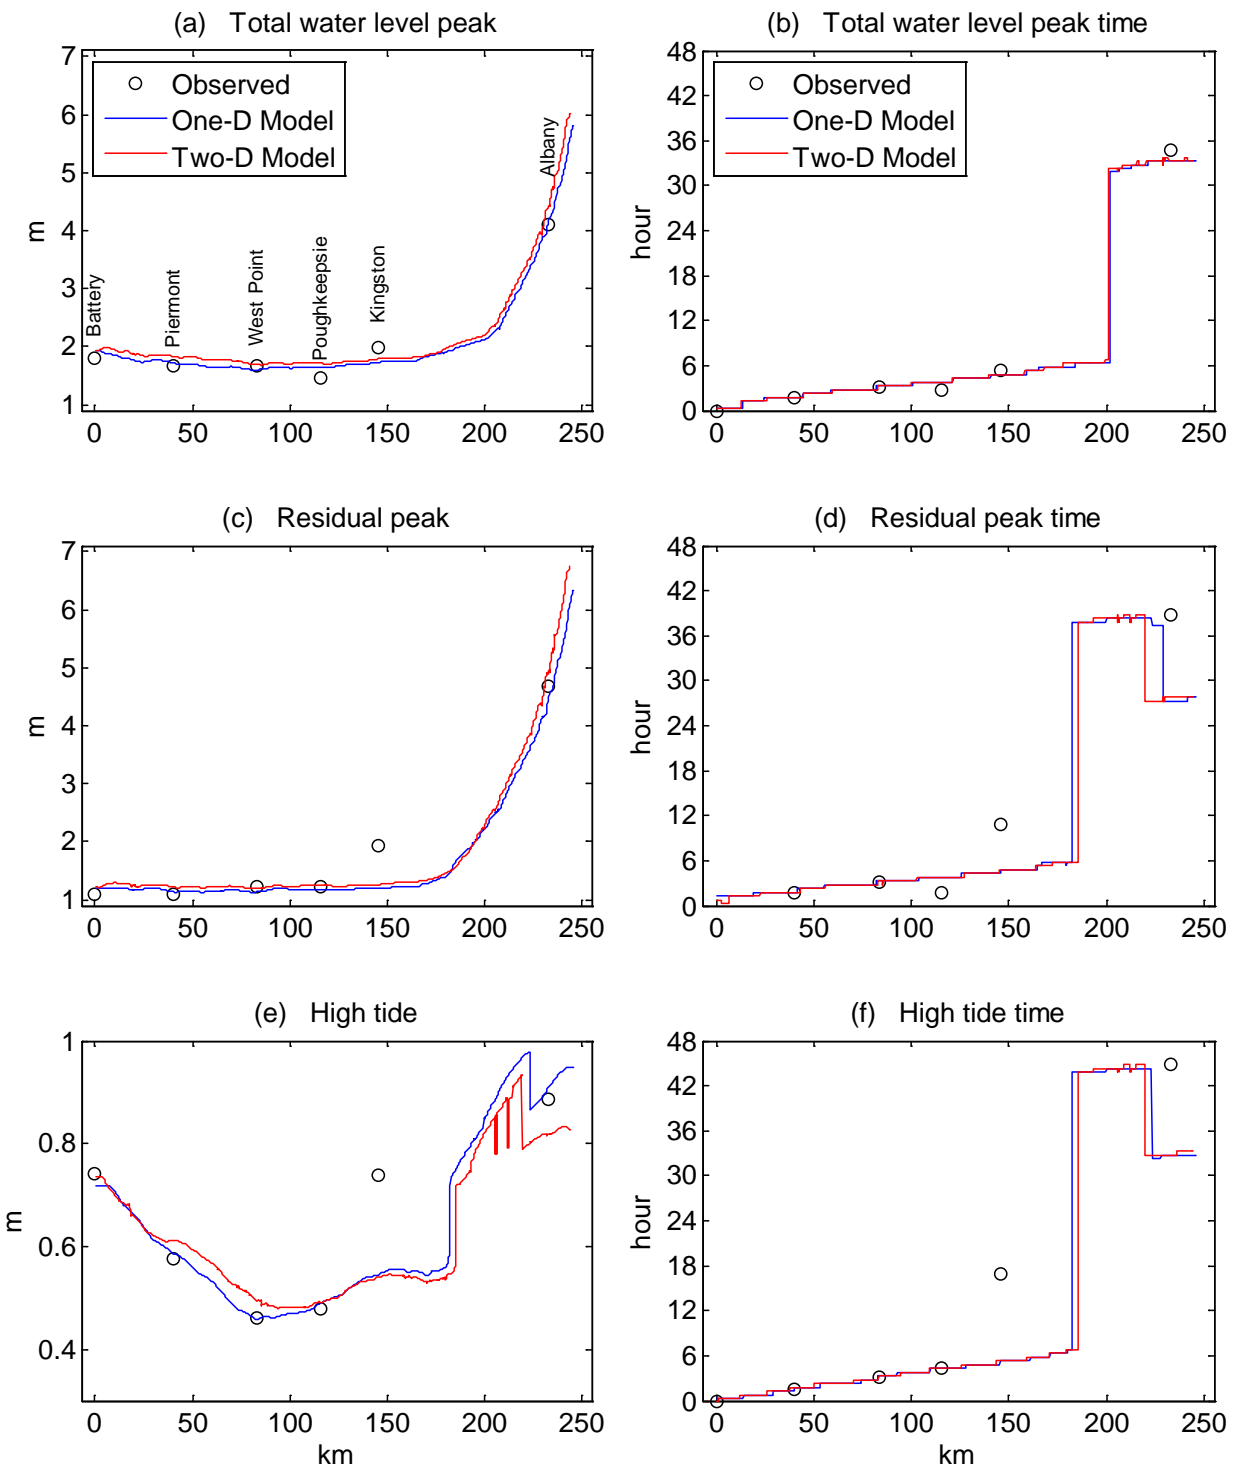 (a) Total water level peak
7
6
5
4
3
2
1
m
Observed
One-D Model
Two-D Model
Battery
Piermont
West Point
Poughkeepsie
Kingston
Albany
0 50 100 150 200 250
(b) Total water level peak time
48
42
36
30
24
18
12
6
0
hour
Observed
One-D Model
Two-D Model
0 50 100 150 200 250
(c) Residual peak
7
6
5
4
3
2
1
m
0 50 100 150 200 250
(d) Residual peak time
48
42
36
30
24
18
12
6
0
hour
0 50 100 150 200 250
(e) High tide
1
0.8
0.6
0.4
m
0 50 100 150 200 250
km
(f) High tide time
48
42
36
30
24
18
12
6
0
hour
0 50 100 150 200 250
km